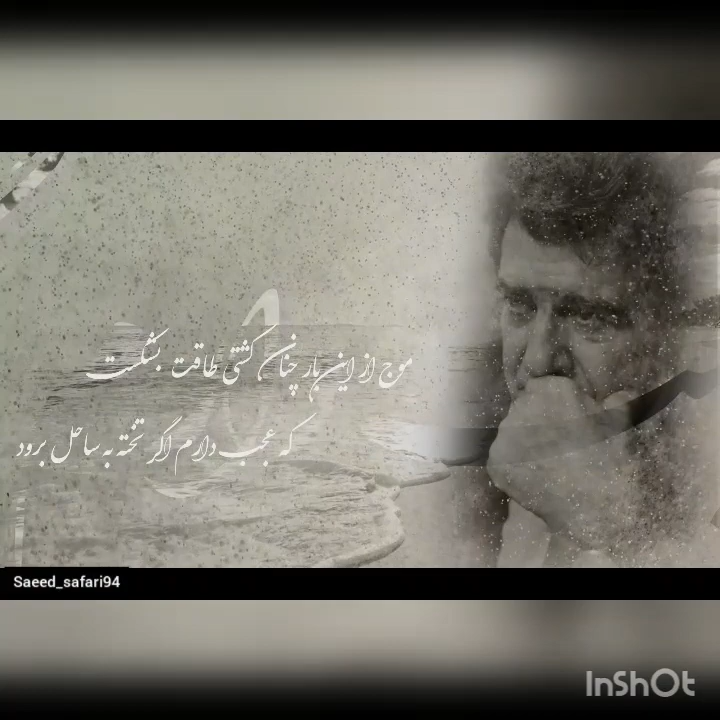 موج از این بار چنان کشتی طاقت بشکست
که عجب دارم اگر تخته به ساحل برود
Saeed_safari94
InShOt